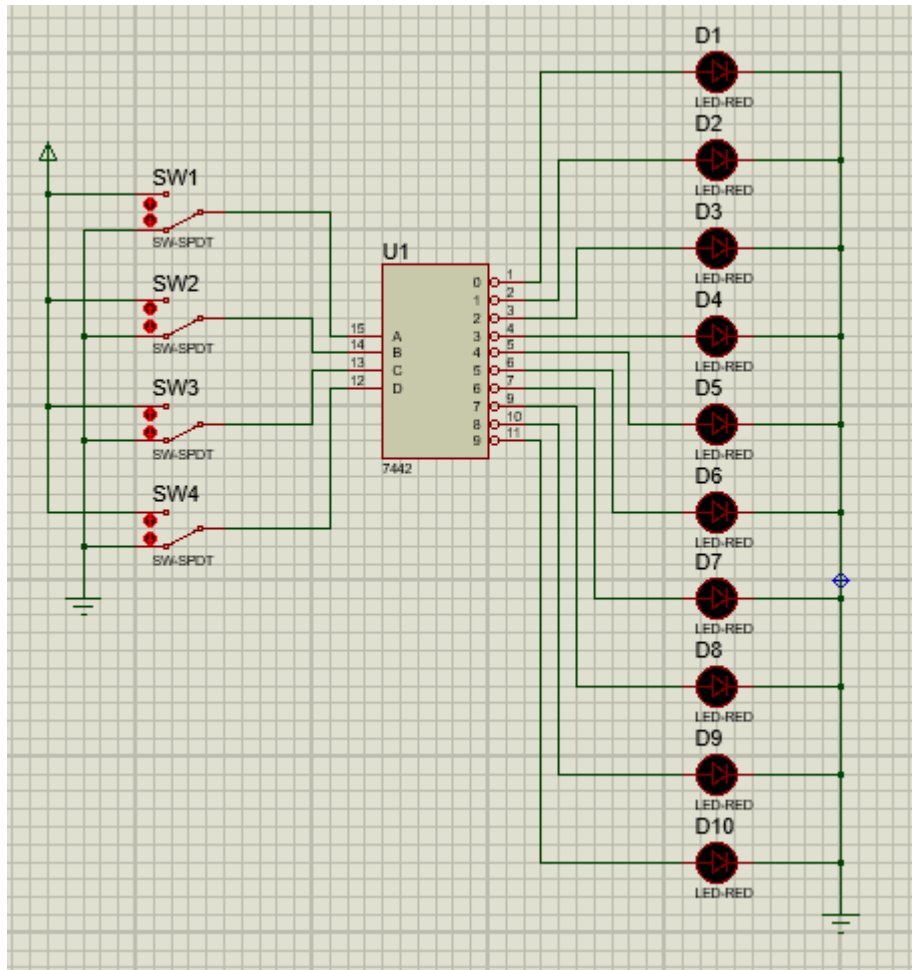 D1
LED-RED
D2
LED-RED
D3
LED-RED
D4
LED-RED
D5
LED-RED
D6
LED-RED
D7
LED-RED
D8
LED-RED
D9
LED-RED
D10
LED-RED
SW1
SW-SPDT
SW2
SW-SPDT
SW3
SW-SPDT
SW4
SW-SPDT
U1
15 A
14 B
13 C
12 D
0 1
1 2
2 3
3 4
4 5
5 6
6 7
7 9
8 10
9 11
7442